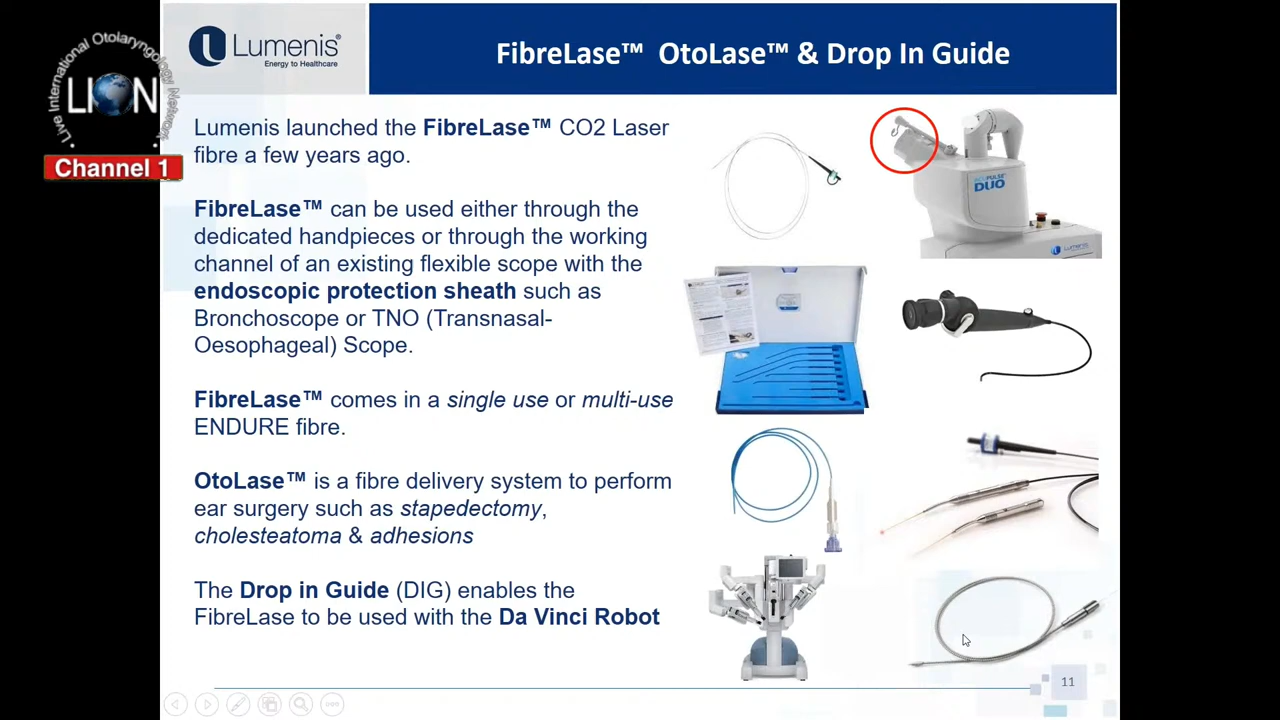 Live International Otolaryngology Network
LION
Channel 1
Lumenis®
Energy to Healthcare
FibreLase™ OtoLase™ & Drop In Guide
Lumenis launched the FibreLase™ CO2 Laser
fibre a few years ago.
FibreLase™ can be used either through the
dedicated handpieces or through the working
channel of an existing flexible scope with the
endoscopic protection sheath such as
Bronchoscope or TNO (Transnasal-
Oesophageal) Scope.
FibreLase™ comes in a single use or multi-use
ENDURE fibre.
OtoLase™ is a fibre delivery system to perform
ear surgery such as stapedectomy,
cholesteatoma & adhesions
The Drop in Guide (DIG) enables the
FibreLase to be used with the Da Vinci Robot
DUO
Lumenis
11